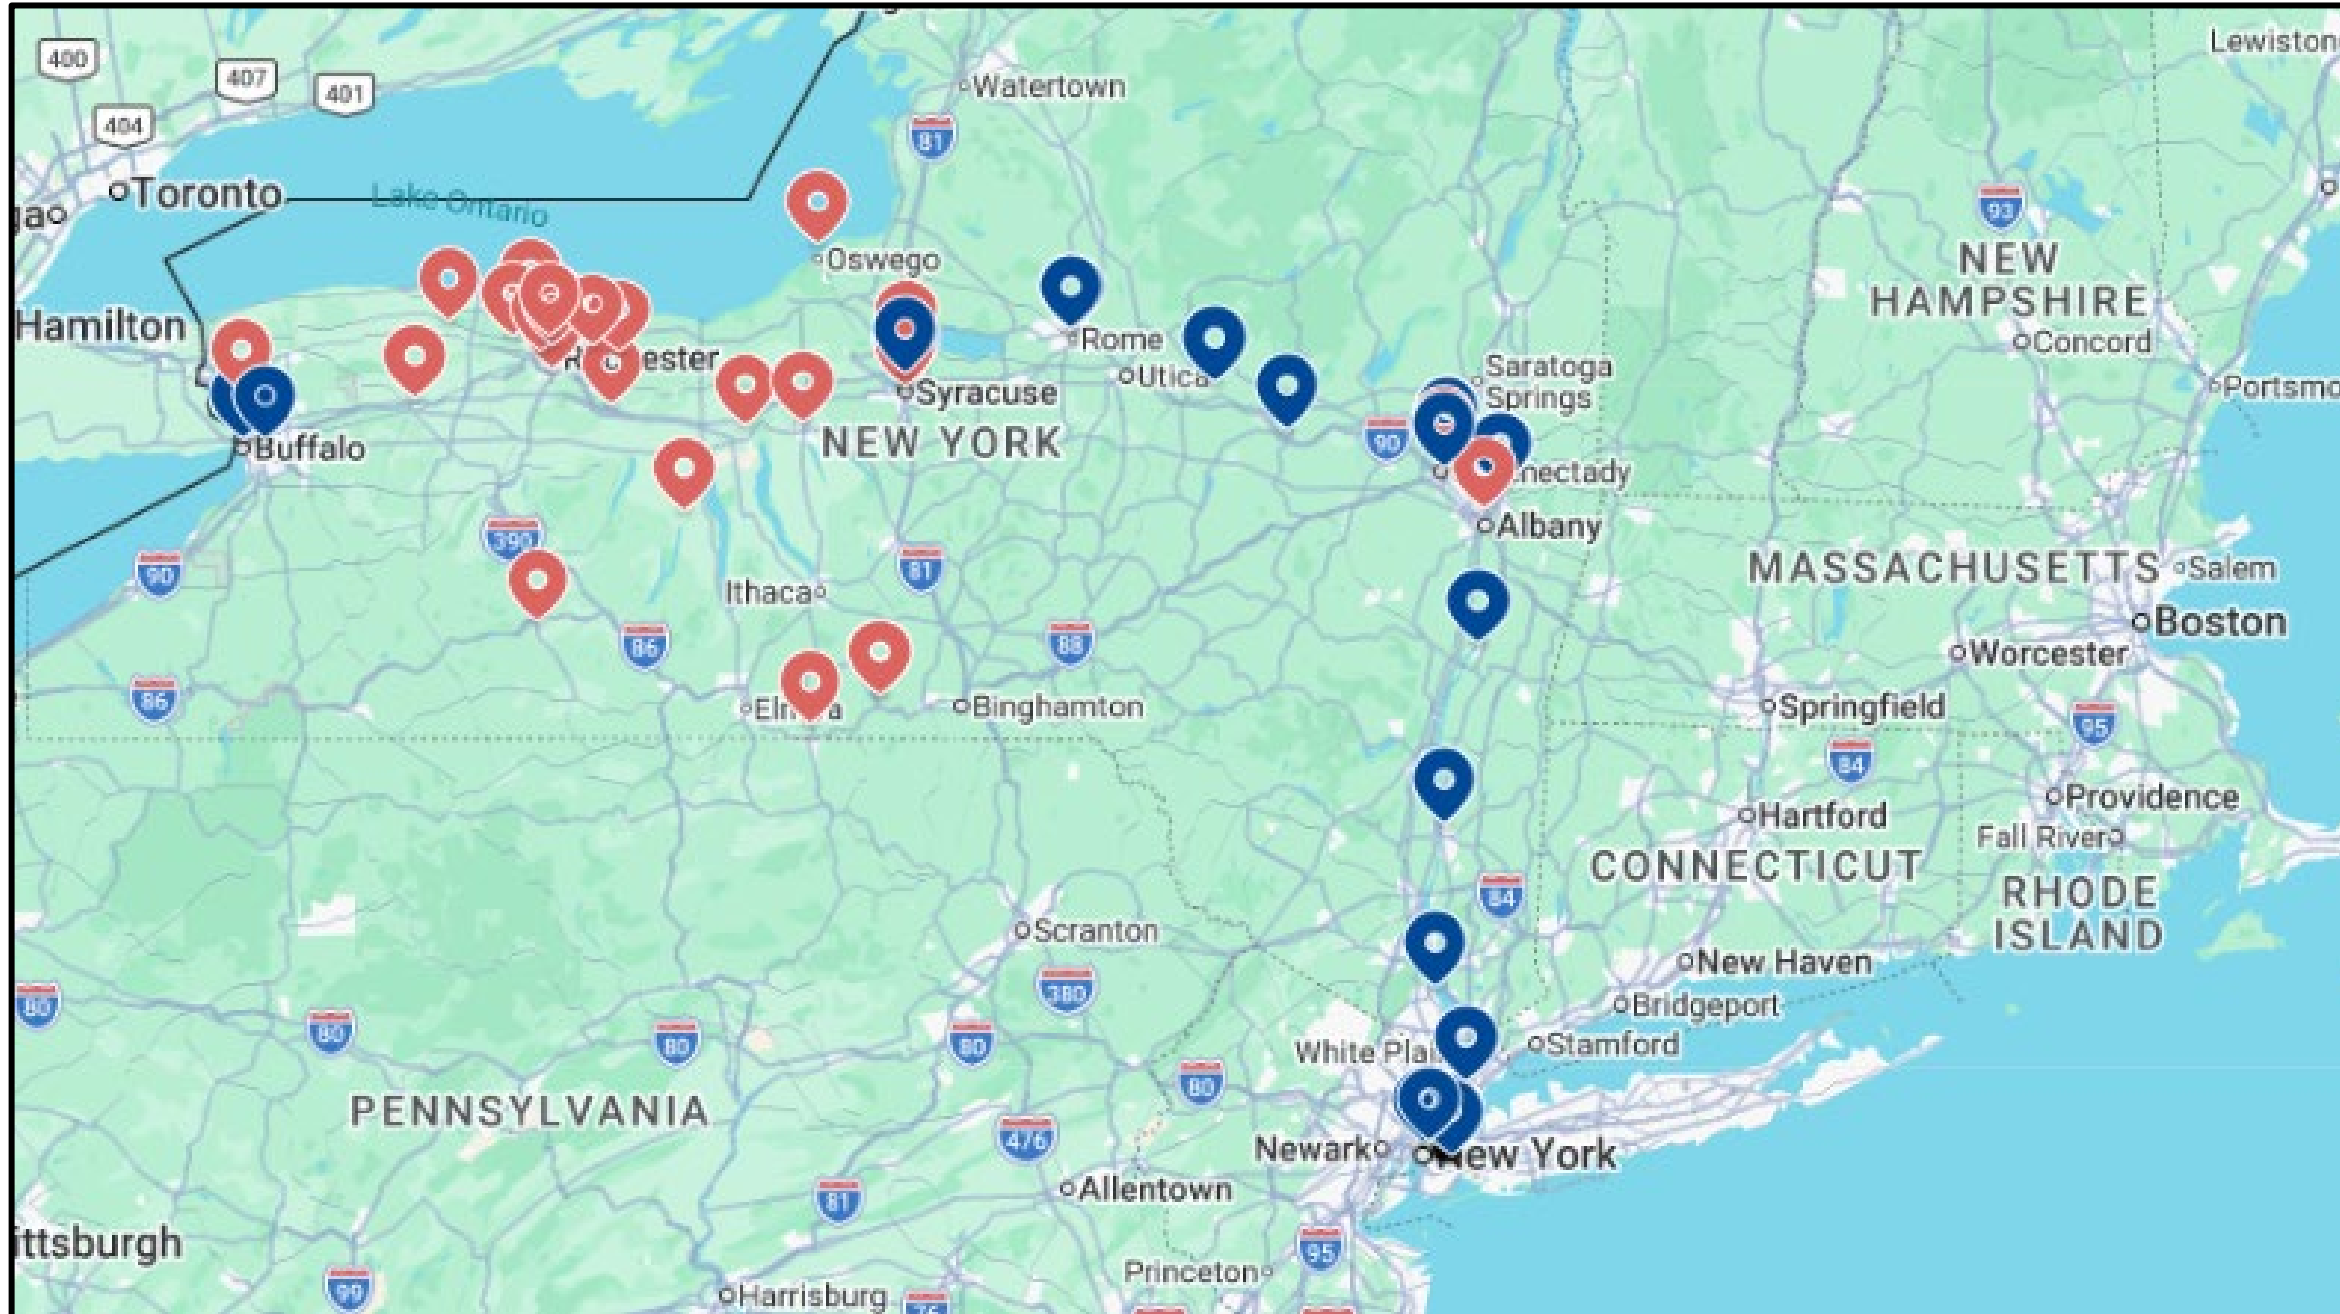 Lewiston
400
407
401
404
Watertown
81
Toronto
Lake Ontario
93
NEW
HAMPSHIRE
Oswego
Hamilton
Rome
Concord
Utica
Saratoga
Springs
Syracuse
NEW YORK
90
Buffalo
Albany
390
90
81
MASSACHUSETTS
Salem
Ithaca
Boston
86
88
Worcester
86
Binghamton
Springfield
95
84
Providence
Hartford
Fall River
CONNECTICUT
84
RHODE
ISLAND
Scranton
New Haven
380
80
Bridgeport
80
80
80
White Plai
Stamford
80
PENNSYLVANIA
476
Newark
New York
81
Allentown
ittsburgh
95
Princeton
99
Harrisburg
76